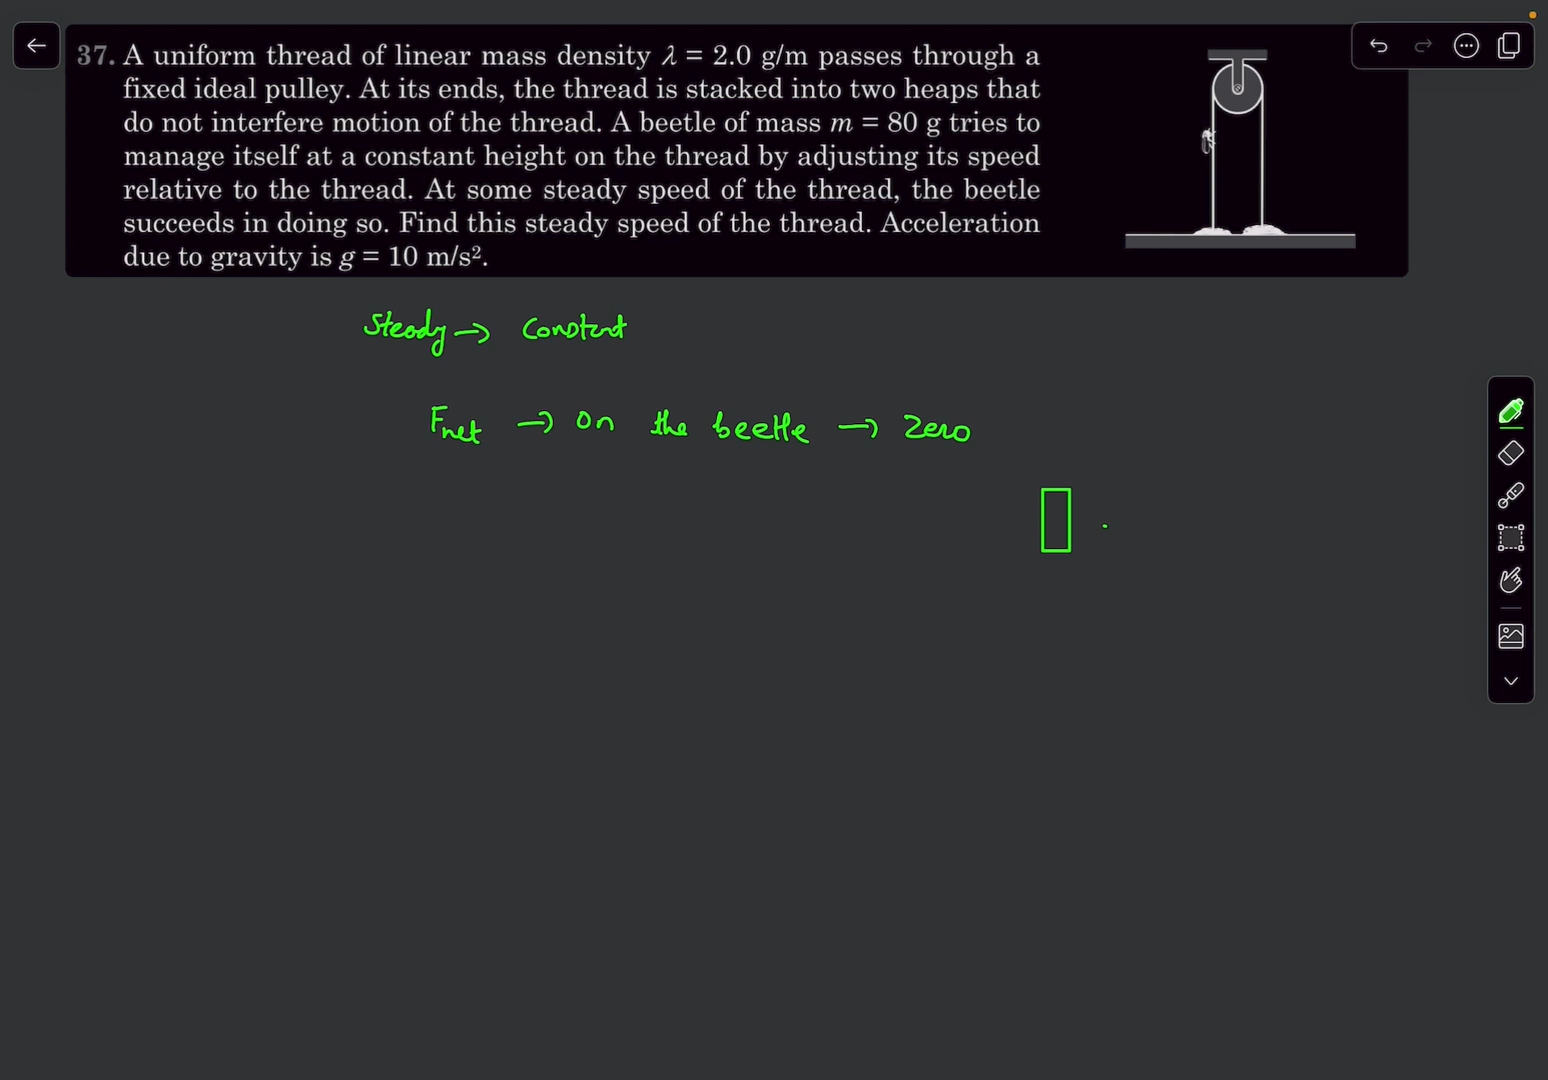 37. A uniform thread of linear mass density λ = 2.0 g/m passes through a
fixed ideal pulley. At its ends, the thread is stacked into two heaps that
do not interfere motion of the thread. A beetle of mass m = 80 g tries to
manage itself at a constant height on the thread by adjusting its speed
relative to the thread. At some steady speed of the thread, the beetle
succeeds in doing so. Find this steady speed of the thread. Acceleration
due to gravity is g = 10 m/s².
Steady → Constant
Fnet → on the beetle → Zero